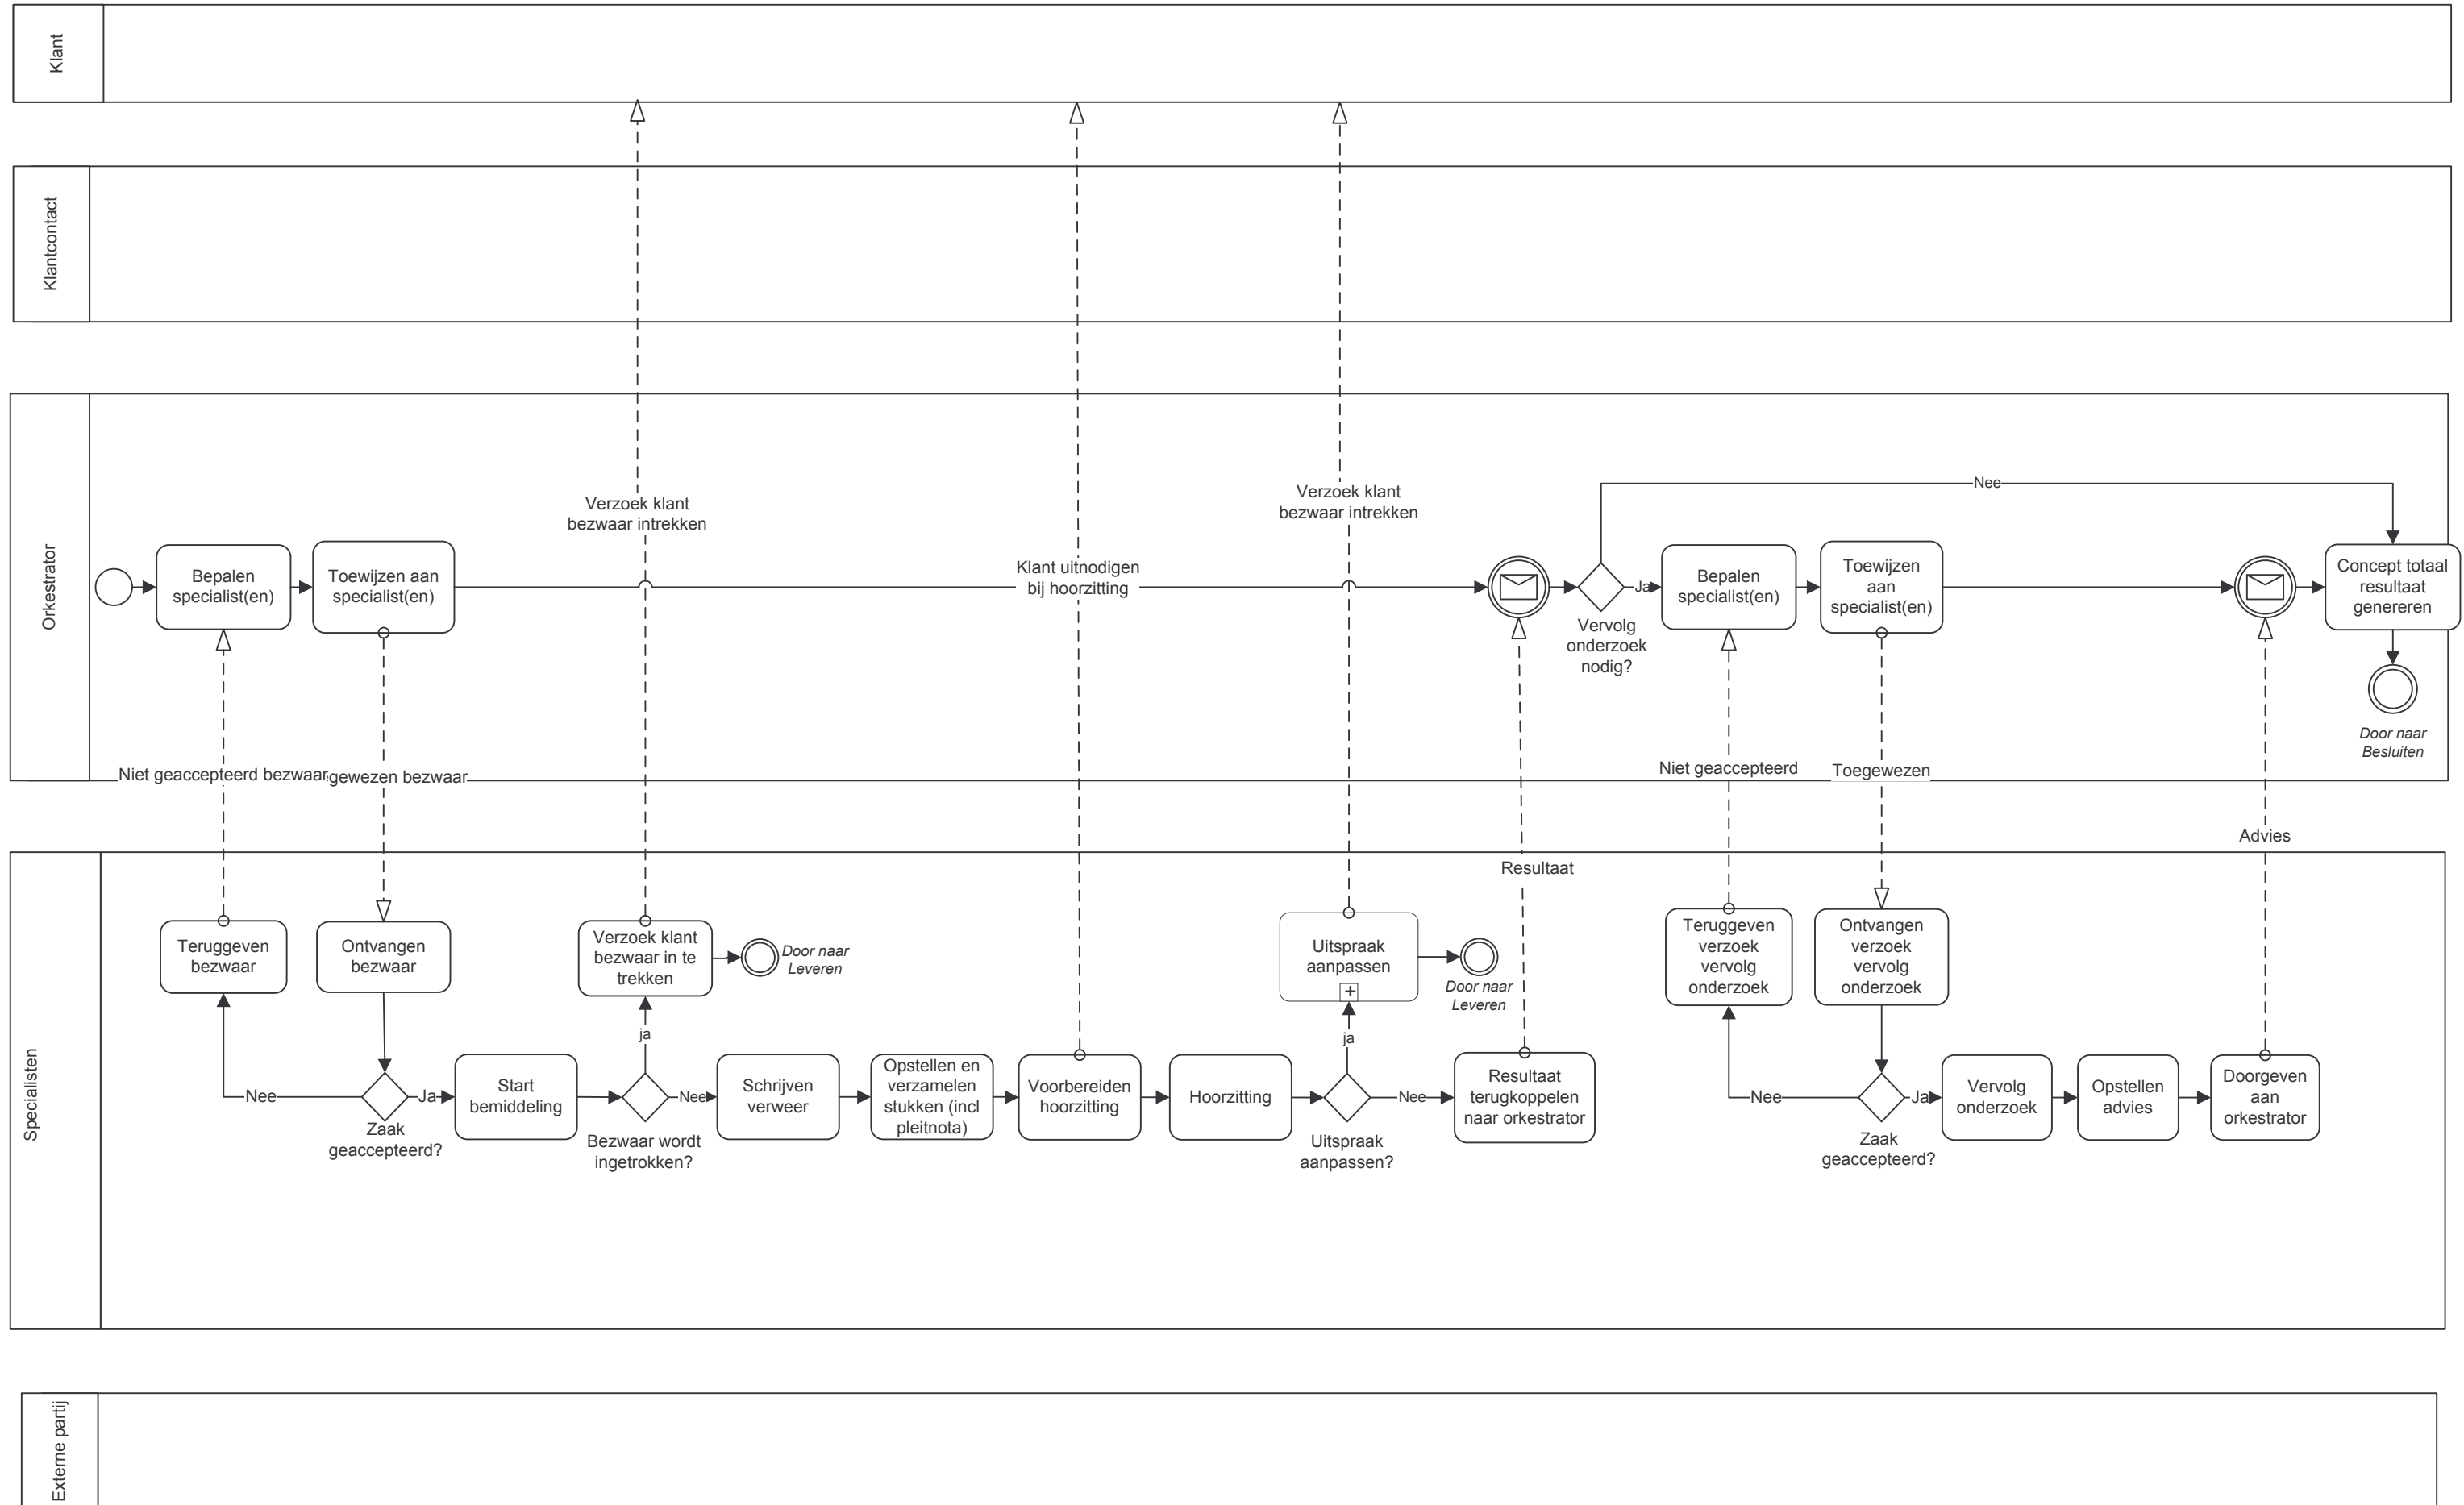 Klant
Klantcontact
Orkestrator
Verzoek klant
bezwaar intrekken
Verzoek klant
bezwaar intrekken
Klant uitnodigen
bij hoorzitting
Nee
Bepalen
specialist(en)
Toewijzen aan
specialist(en)
Ja
Vervolg
onderzoek
nodig?
Bepalen
specialist(en)
Toewijzen
aan
specialist(en)
Concept totaal
resultaat
genereren
Door naar
Besluiten
Niet geaccepteerd bezwaar
gewezen bezwaar
Niet geaccepteerd
Toegewezen
Advies
Resultaat
Specialisten
Teruggeven
bezwaar
Ontvangen
bezwaar
Verzoek klant
bezwaar in te
trekken
Door naar
Leveren
Uitspraak
aanpassen
Door naar
Leveren
Teruggeven
verzoek
vervolg
onderzoek
Ontvangen
verzoek
vervolg
onderzoek
ja
ja
Nee
Ja
Zaak
geaccepteerd?
Start
bemiddeling
Nee
Bezwaar wordt
ingetrokken?
Schrijven
verweer
Opstellen en
verzamelen
stukken (incl
pleitnota)
Voorbereiden
hoorzitting
Hoorzitting
Uitspraak
aanpassen?
Nee
Resultaat
terugkoppelen
naar orkestrator
Nee
Ja
Zaak
geaccepteerd?
Vervolg
onderzoek
Opstellen
advies
Doorgeven
aan
orkestrator
Externe partij